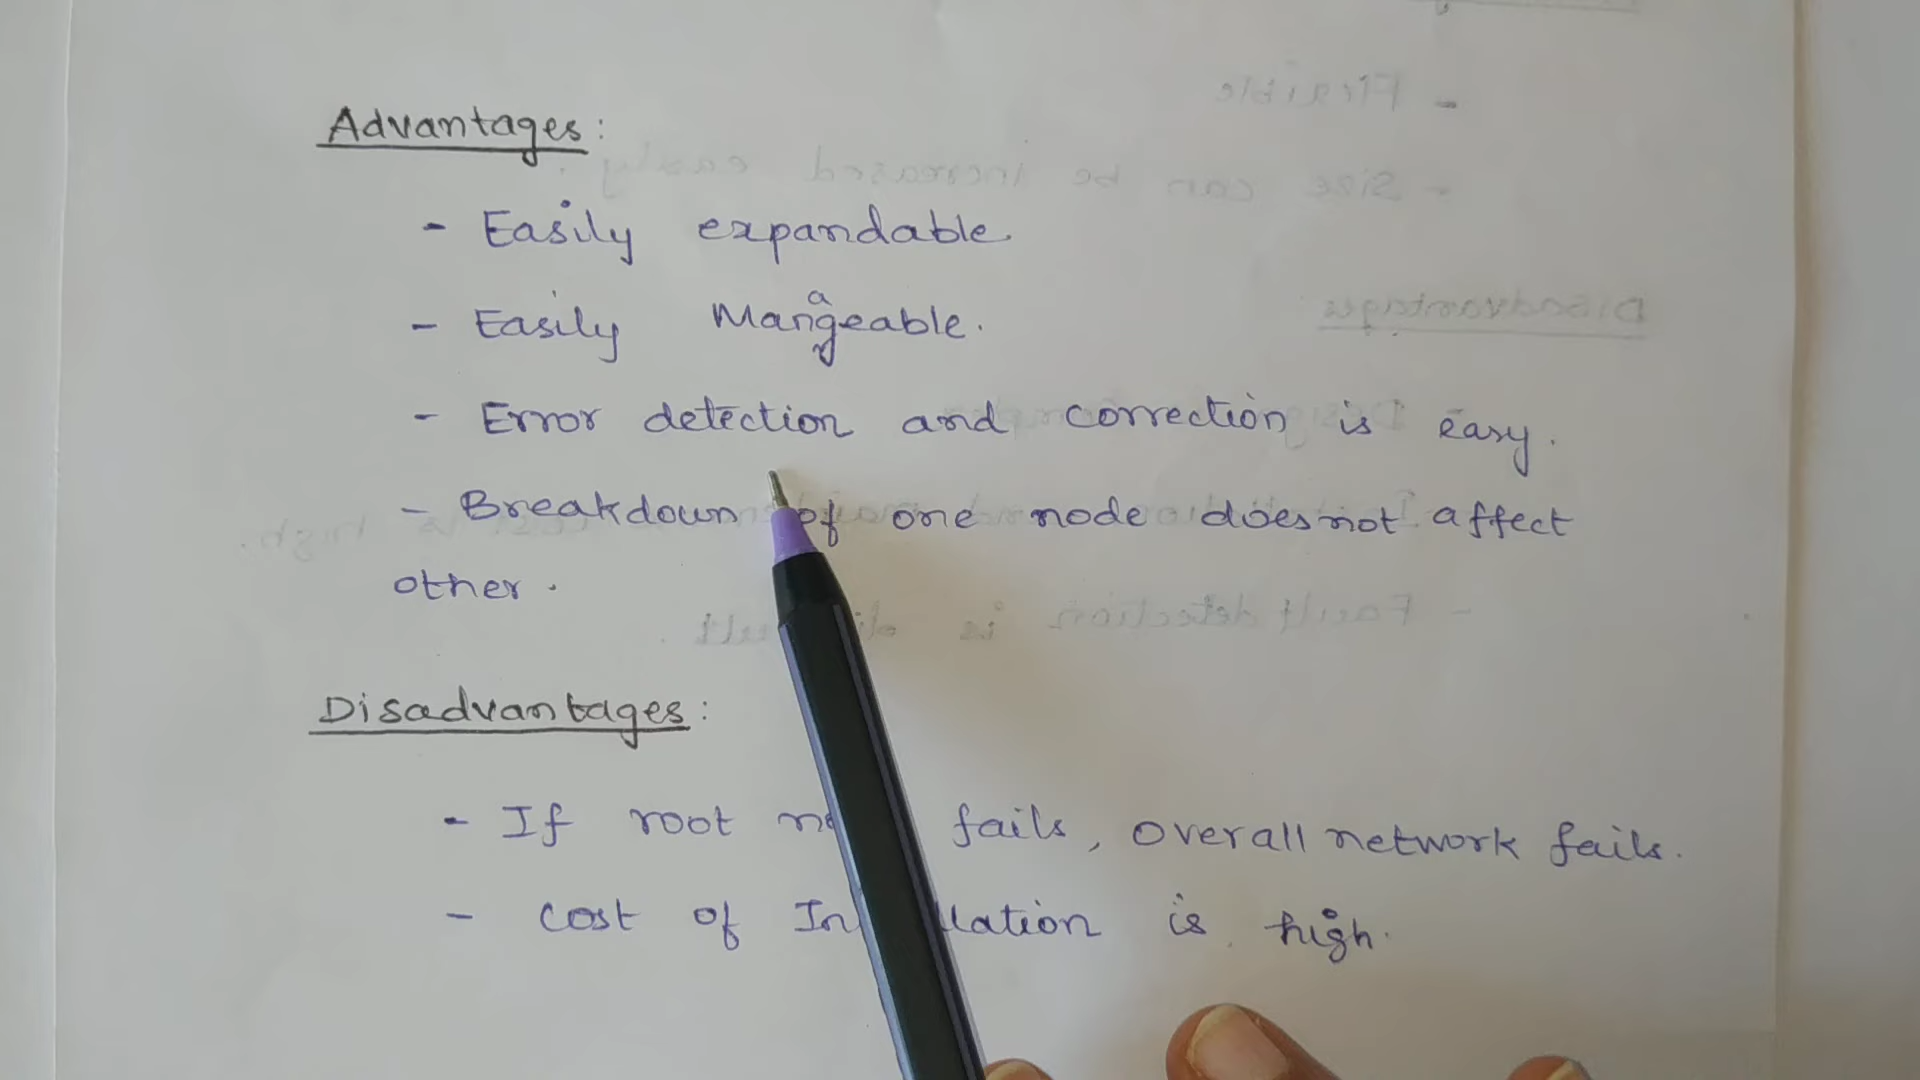 Advantages:
- Easily expandable.
- Easily Manageable.
- Error detection and correction is easy.
- Breakdown of one node does not affect
other.
Disadvantages:
- If root fails, overall network fails.
- Cost of is high.